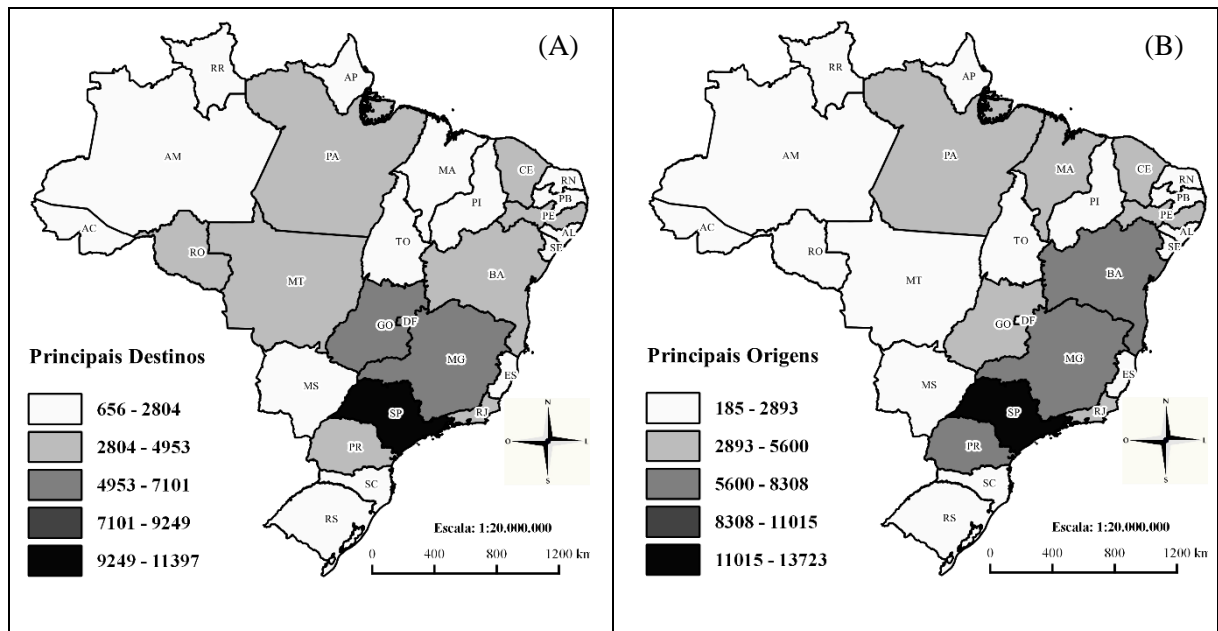 (A)
RR
AP
AM
PA
MA
CE
RN
PB
PI
PE
AL
SE
AC
RO
TO
BA
MT
GO
DF
MG
ES
MS
SP
RJ
PR
SC
RS
Principais Destinos
656 - 2804
2804 - 4953
4953 - 7101
7101 - 9249
9249 - 11397
N
O L
S
Escala: 1:20.000.000
0 400 800 1200 km
(B)
RR
AP
AM
PA
MA
CE
RN
PB
PI
PE
AL
SE
AC
RO
TO
BA
MT
GO
DF
MG
ES
MS
SP
RJ
PR
SC
RS
Principais Origens
185 - 2893
2893 - 5600
5600 - 8308
8308 - 11015
11015 - 13723
N
O L
S
Escala: 1:20.000.000
0 400 800 1200 km